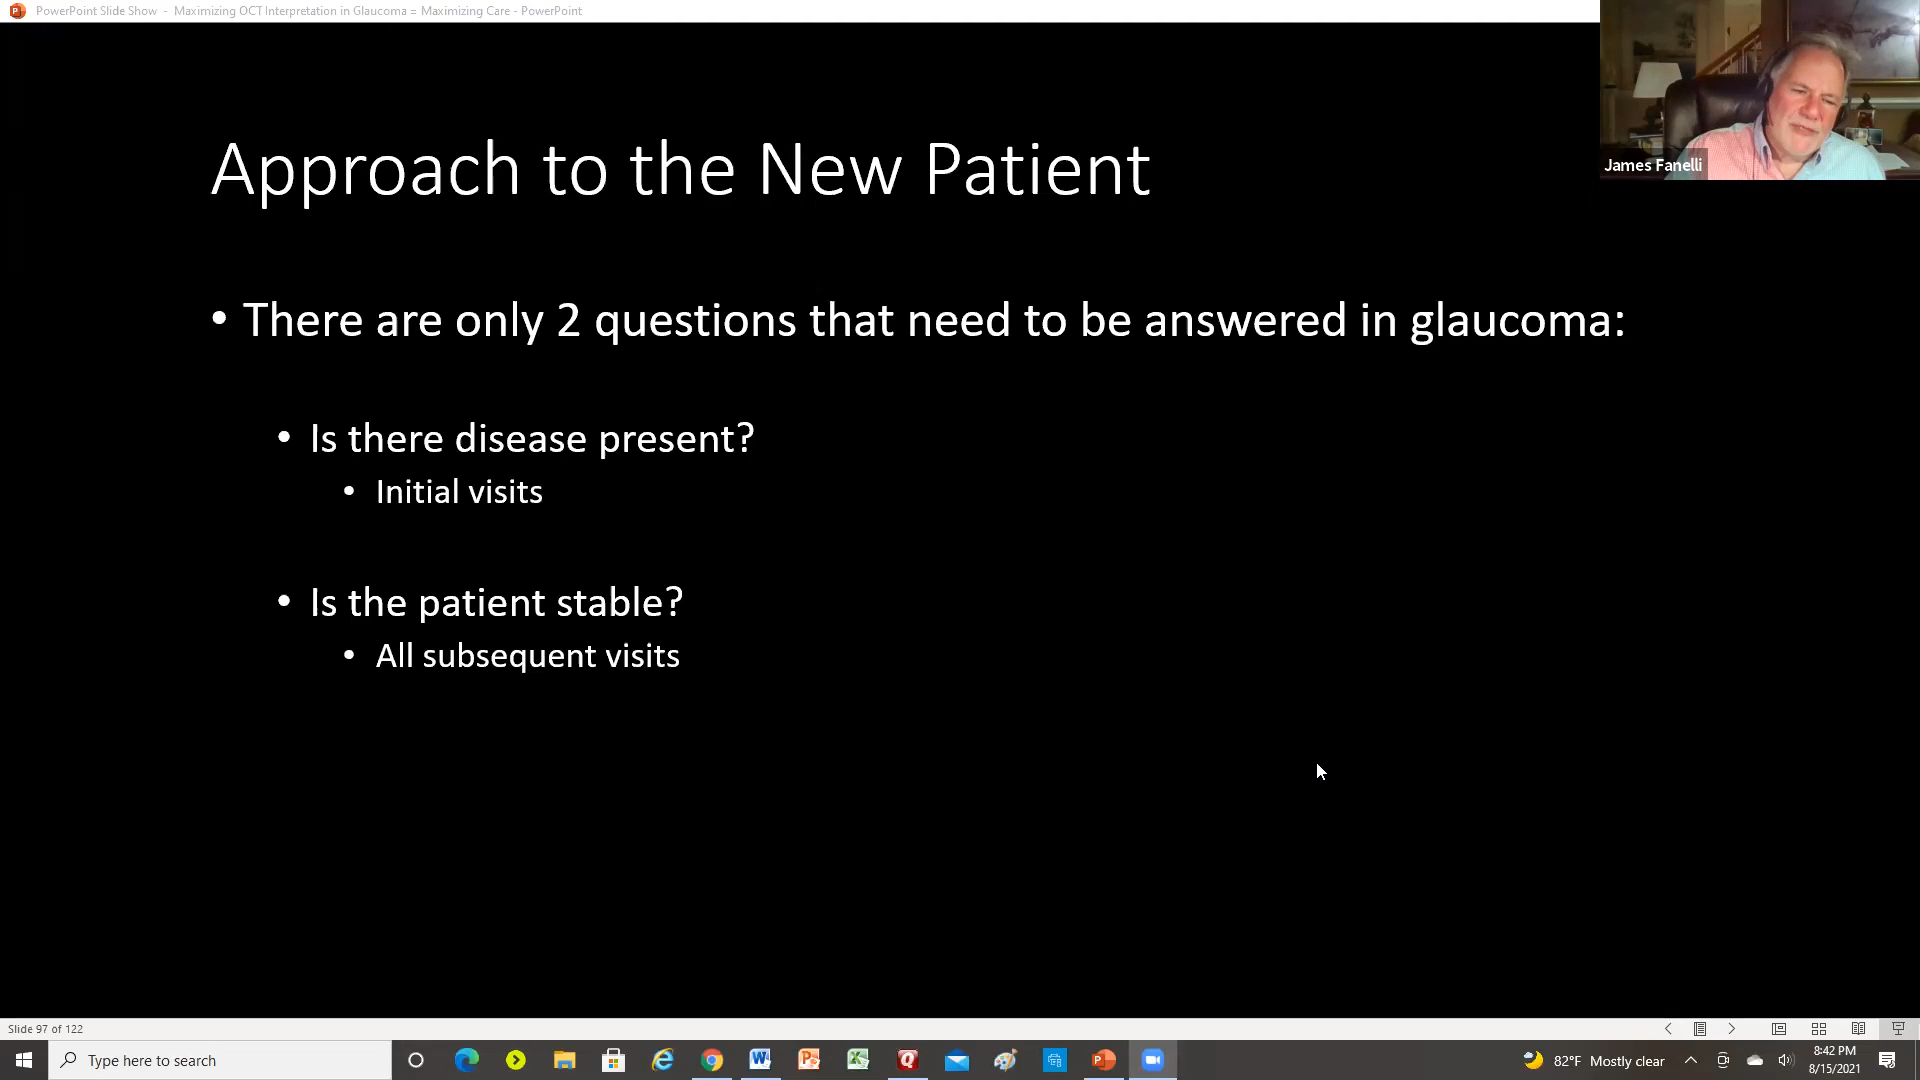 PowerPoint Slide Show - Maximizing OCT Interpretation in Glaucoma = Maximizing Care - PowerPoint
James Fanelli
Approach to the New Patient
• There are only 2 questions that need to be answered in glaucoma:
• Is there disease present?
• Initial visits
• Is the patient stable?
• All subsequent visits
Slide 97 of 122
Type here to search
82°F Mostly clear
8:42 PM
8/15/2021